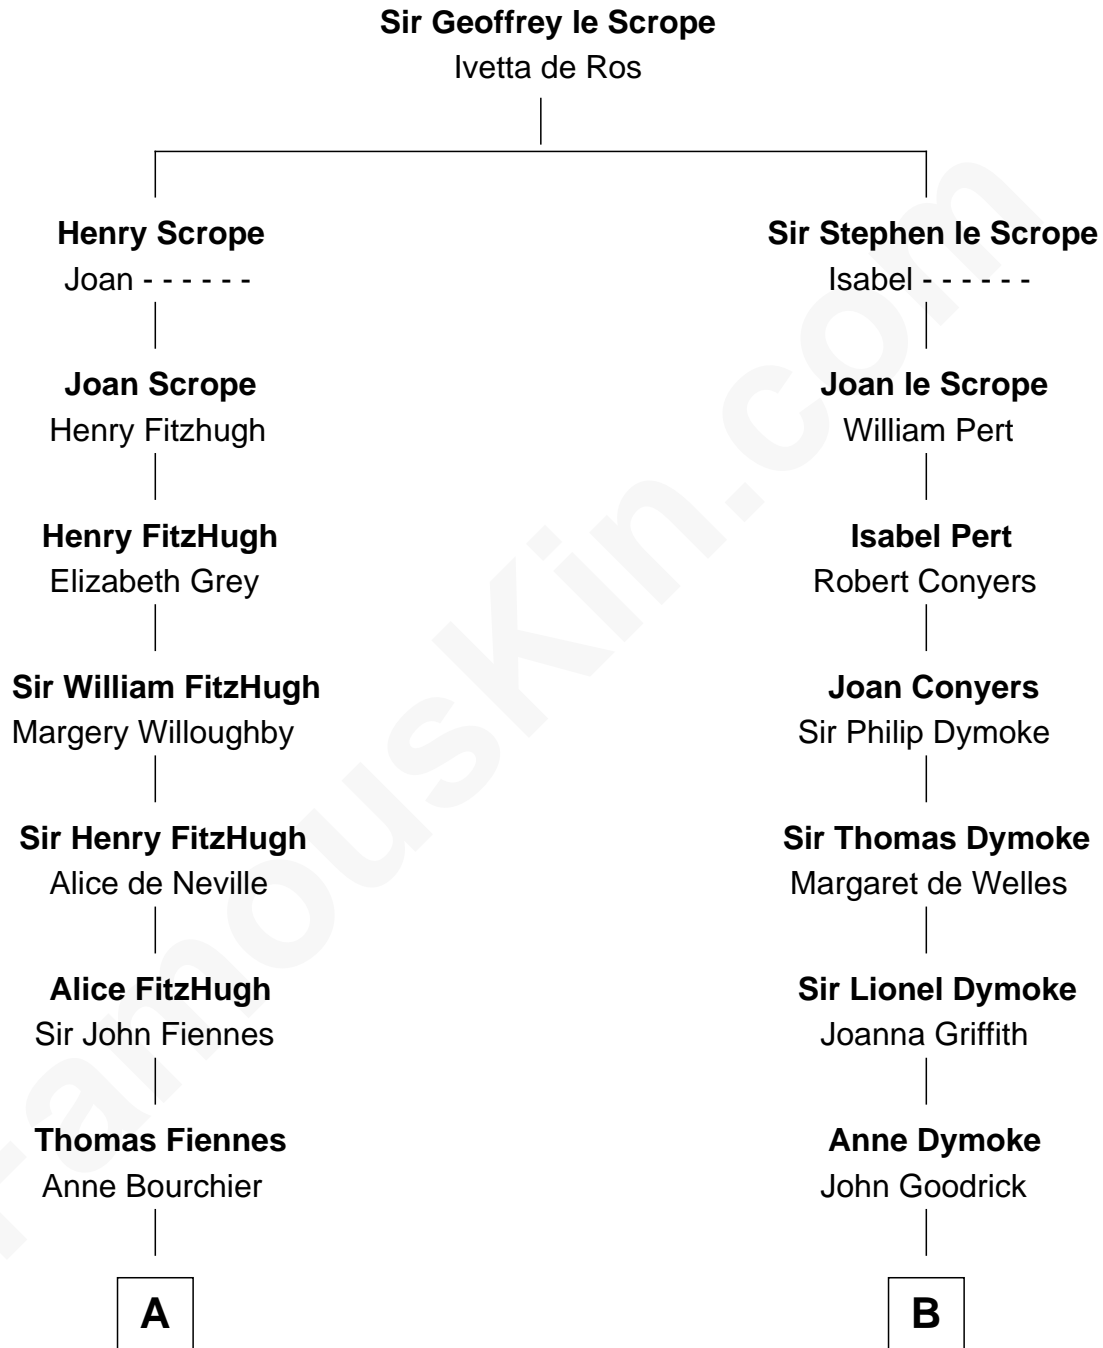 Sir Geoffrey le Scrope
Ivetta de Ros
Henry Scrope
Joan - - - - - -
Joan Scrope
Henry Fitzhugh
Henry FitzHugh
Elizabeth Grey
Sir William FitzHugh
Margery Willoughby
Sir Henry FitzHugh
Alice de Neville
Alice FitzHugh
Sir John Fiennes
Thomas Fiennes
Anne Bourchier
A
Sir Stephen le Scrope
Isabel - - - - - -
Joan le Scrope
William Pert
Isabel Pert
Robert Conyers
Joan Conyers
Sir Philip Dymoke
Sir Thomas Dymoke
Margaret de Welles
Sir Lionel Dymoke
Joanna Griffith
Anne Dymoke
John Goodrick
B
FamousKin.com